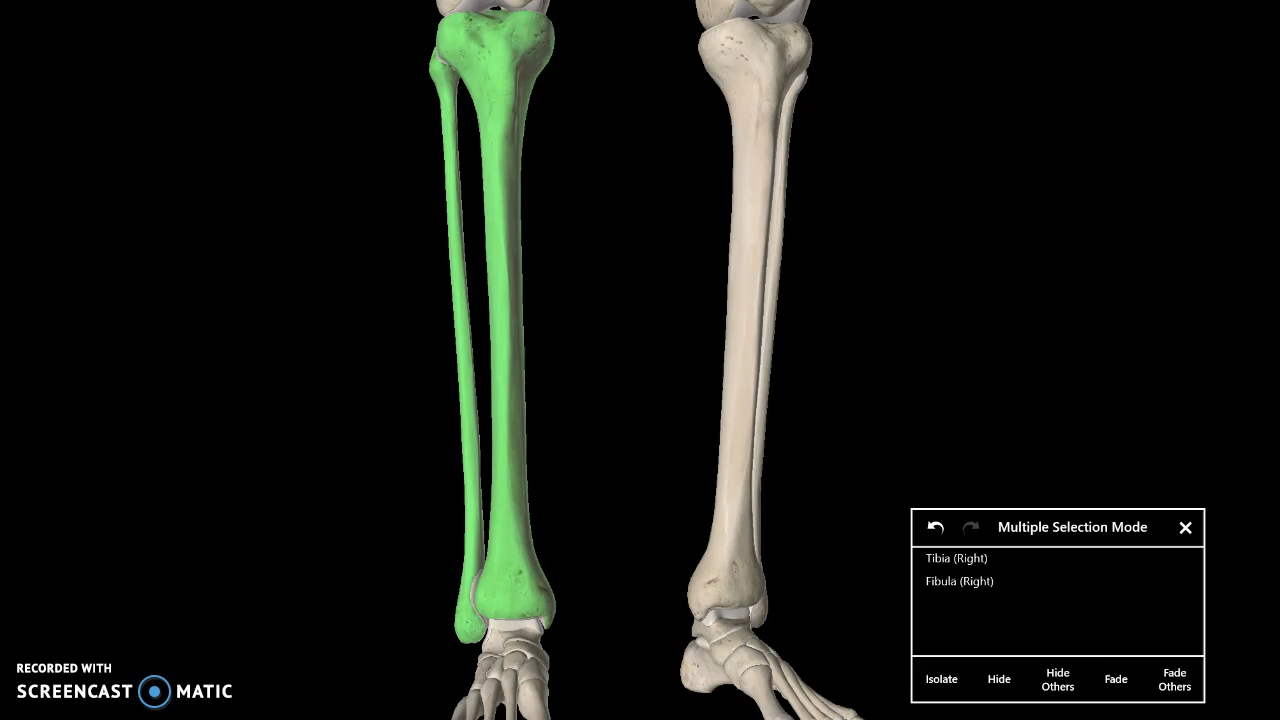 Multiple Selection Mode
Tibia (Right)
Fibula (Right)
Isolate Hide Hide Others Fade Fade Others
RECORDED WITH
SCREENCAST MATIC